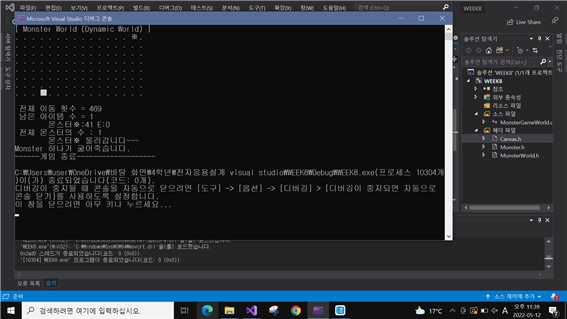 파일(F) 편집(E) 보기(V) 프로젝트(P) 빌드(B) 디버그(D) 테스트(S) 분석(N) 도구(T) 확장(X) 창(W) 도움말(H) 검색(Ctrl+Q) WEEK8
Microsoft Visual Studio 디버그 콘솔
Live Share
[ Monster World (Dynamic World) ]
전체 이동 횟수 = 469
남은 아이템 수 = 1
몬스터※:41 E:0
전체 몬스터의 수 : 1
몬스터※ 물러갑니다~~~
Monster 하나가 굶어죽습니다.
------게임 종료------------------
C:\Users\user\OneDrive\바탕 화면\4학년\전자응용설계 visual studio\WEEK8\Debug\WEEK8.exe(프로세스 10304개)이(가) 종료되었습니다(코드: 0개).
디버깅이 중지될 때 콘솔을 자동으로 닫으려면 [도구] -> [옵션] -> [디버깅] > [디버깅이 중지되면 자동으로 콘솔 닫기]를 사용하도록 설정합니다.
이 창을 닫으려면 아무 키나 누르세요...
솔루션 탐색기
솔루션 탐색기 검색(Ctrl+;)
솔루션 'WEEK8' (1/1개 프로젝트)
WEEK8
참조
외부 종속성
리소스 파일
소스 파일
MonsterGameWorld.c
헤더 파일
Canvas.h
Monster.h
MonsterWorld.h
0x2ad0 스레드가 종료되었습니다(코드: 0 (0x0)).
'[10304] WEEK8.exe' 프로그램이 종료되었습니다(코드: 0 (0x0)).
오류 목록 출력
준비
소스 제어에 추가
검색하려면 여기에 입력하십시오.
17°C
A
오후 11:39
2022-05-12